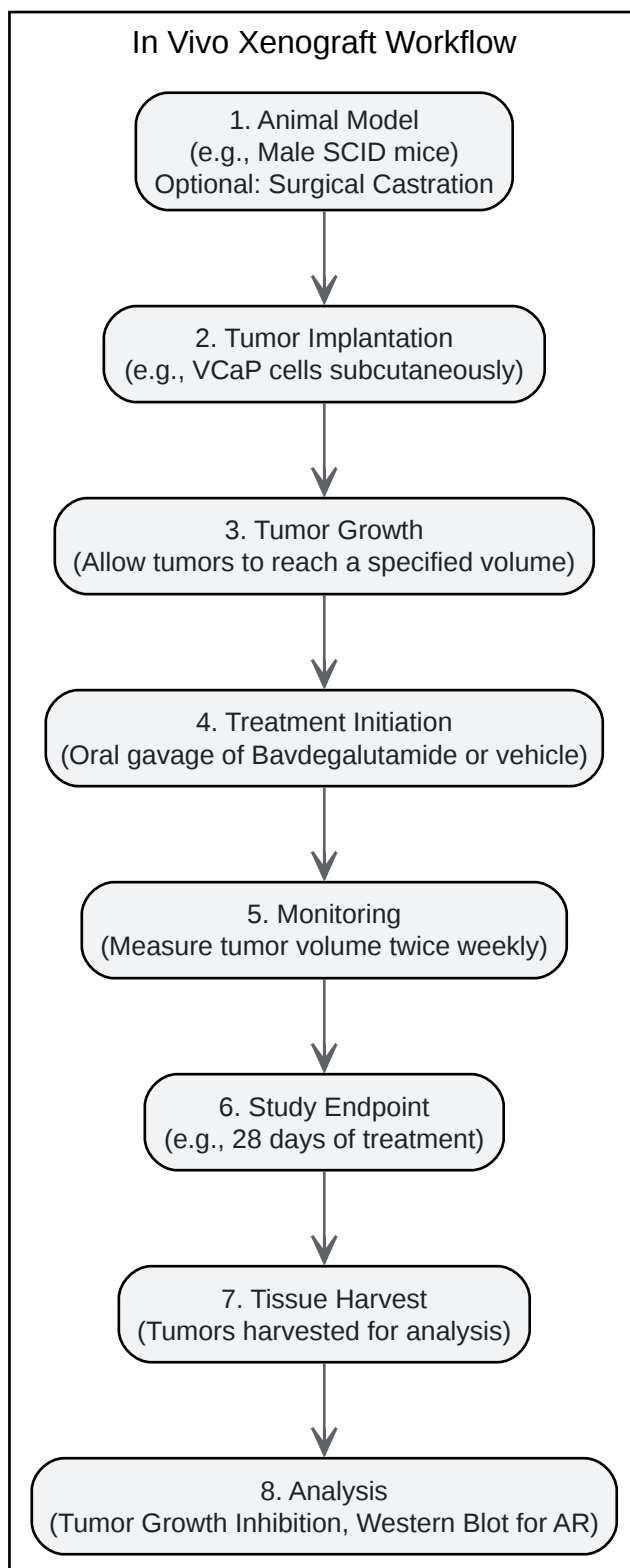 In Vivo Xenograft Workflow
1. Animal Model
(e.g., Male SCID mice)
Optional: Surgical Castration
2. Tumor Implantation
(e.g., VCaP cells subcutaneously)
3. Tumor Growth
(Allow tumors to reach a specified volume)
4. Treatment Initiation
(Oral gavage of Bavdegalutamide or vehicle)
5. Monitoring
(Measure tumor volume twice weekly)
6. Study Endpoint
(e.g., 28 days of treatment)
7. Tissue Harvest
(Tumors harvested for analysis)
8. Analysis
(Tumor Growth Inhibition, Western Blot for AR)